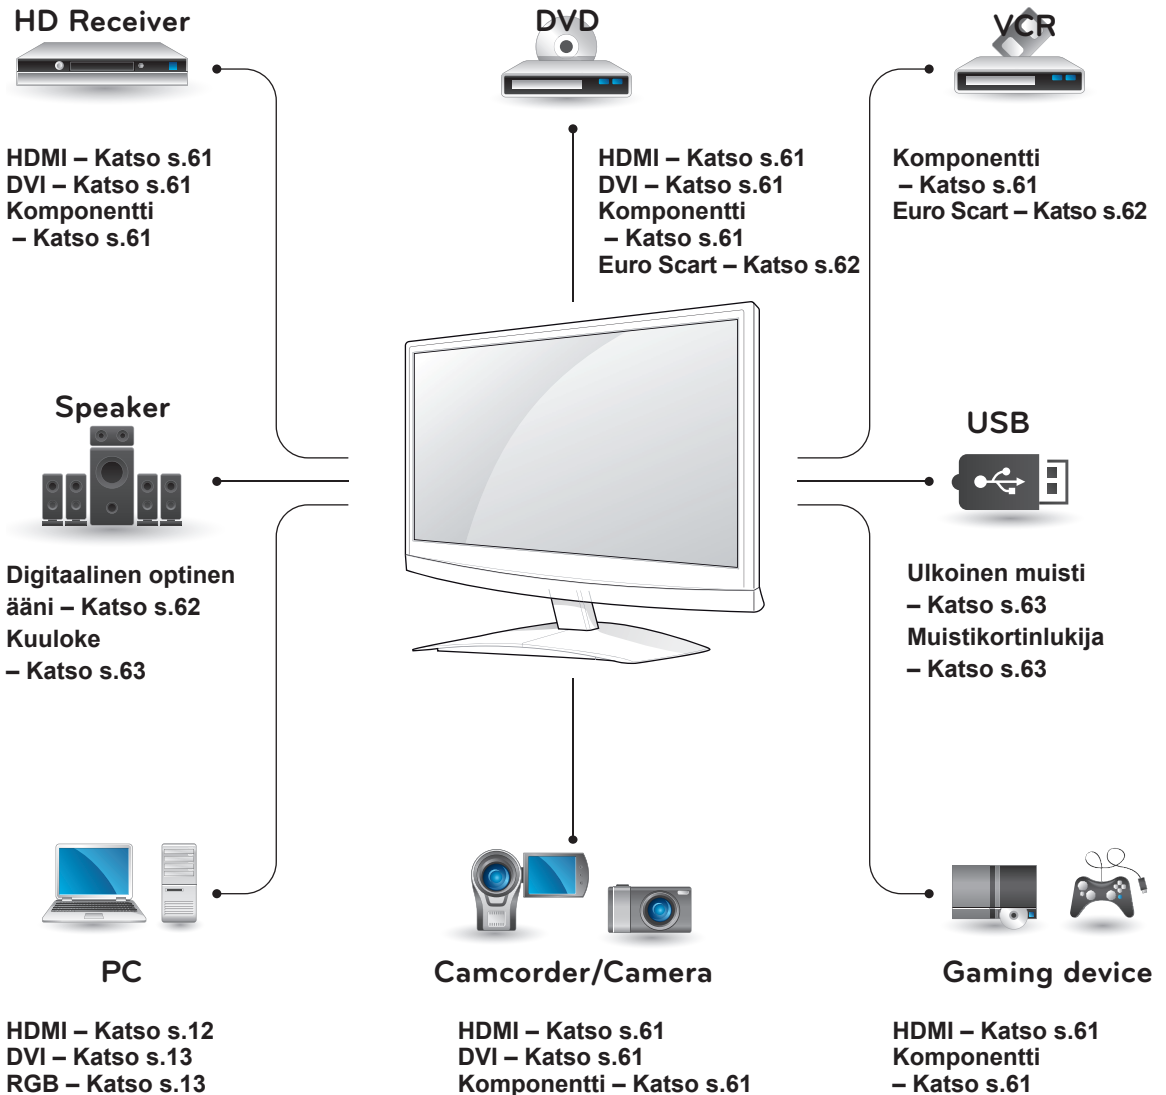 HD Receiver
HDMI – Katso s.61
DVI – Katso s.61
Komponentti
– Katso s.61
DVD
HDMI – Katso s.61
DVI – Katso s.61
Komponentti
– Katso s.61
Euro Scart – Katso s.62
VCR
Komponentti
– Katso s.61
Euro Scart – Katso s.62
Speaker
Digitaalinen optinen
ääni – Katso s.62
Kuuloke
– Katso s.63
USB
Ulkoinen muisti
– Katso s.63
Muistikortinlukija
– Katso s.63
PC
HDMI – Katso s.12
DVI – Katso s.13
RGB – Katso s.13
Camcorder/Camera
HDMI – Katso s.61
DVI – Katso s.61
Komponentti – Katso s.61
Gaming device
HDMI – Katso s.61
Komponentti
– Katso s.61